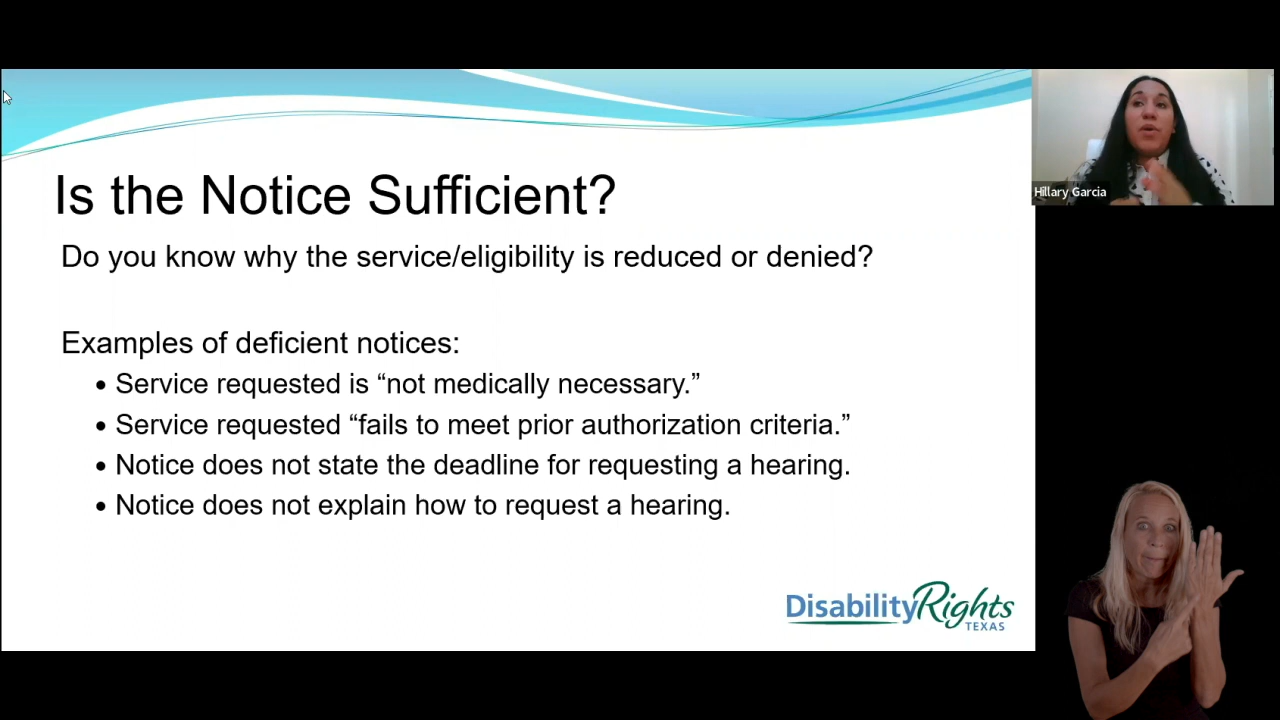 Is the Notice Sufficient?
Do you know why the service/eligibility is reduced or denied?
Examples of deficient notices:
• Service requested is “not medically necessary.”
• Service requested “fails to meet prior authorization criteria.”
• Notice does not state the deadline for requesting a hearing.
• Notice does not explain how to request a hearing.
DisabilityRights
TEXAS
Hillary Garcia